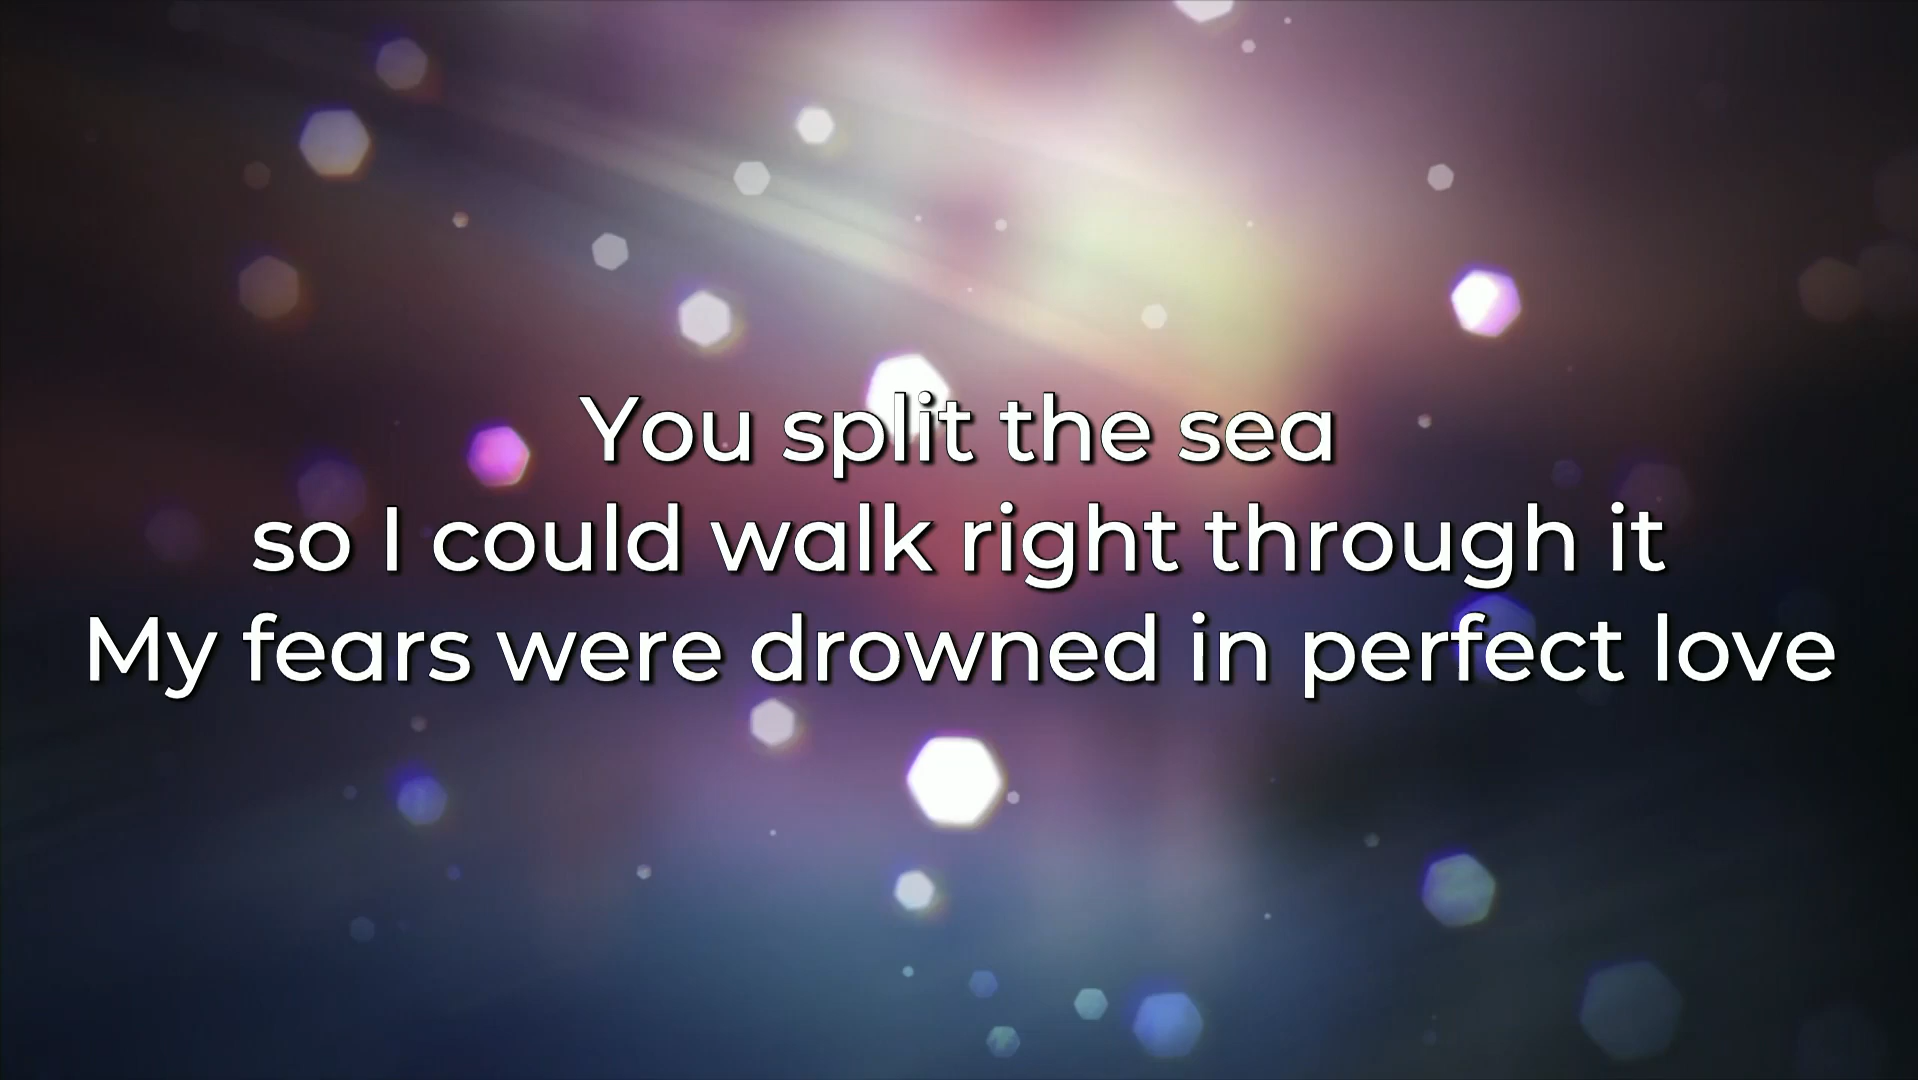 You split the sea
so I could walk right through it
My fears were drowned in perfect love